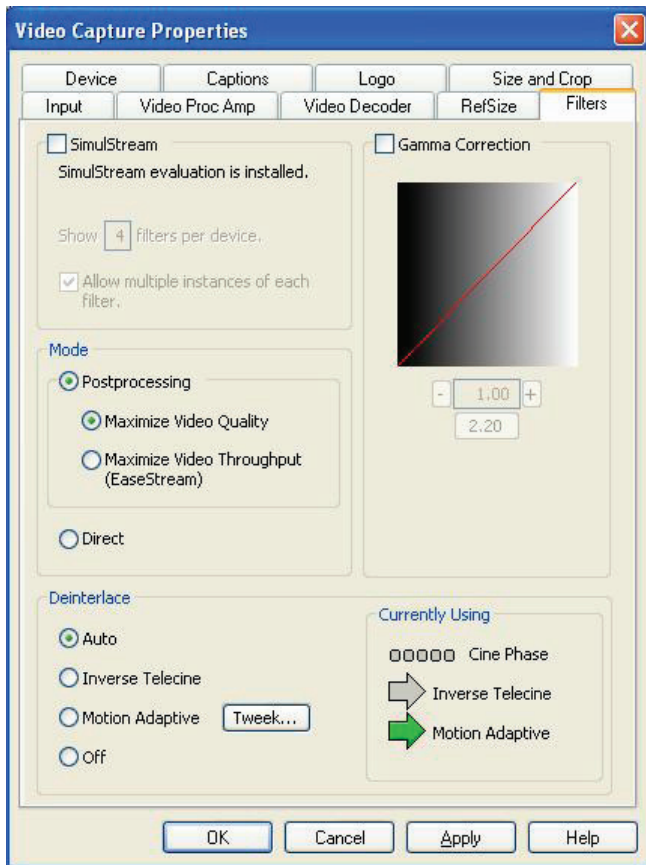 Video Capture Properties
Device Captions Logo Size and Crop
Input Video Proc Amp Video Decoder RefSize Filters
SimulStream
SimulStream evaluation is installed.
Show 4 filters per device.
Allow multiple instances of each
filter.
Gamma Correction
- 1.00 +
2.20
Mode
Postprocessing
Maximize Video Quality
Maximize Video Throughput
(EaseStream)
Direct
Deinterlace
Auto
Inverse Telecine
Motion Adaptive Tweek...
Off
Currently Using
Cine Phase
Inverse Telecine
Motion Adaptive
OK Cancel Apply Help